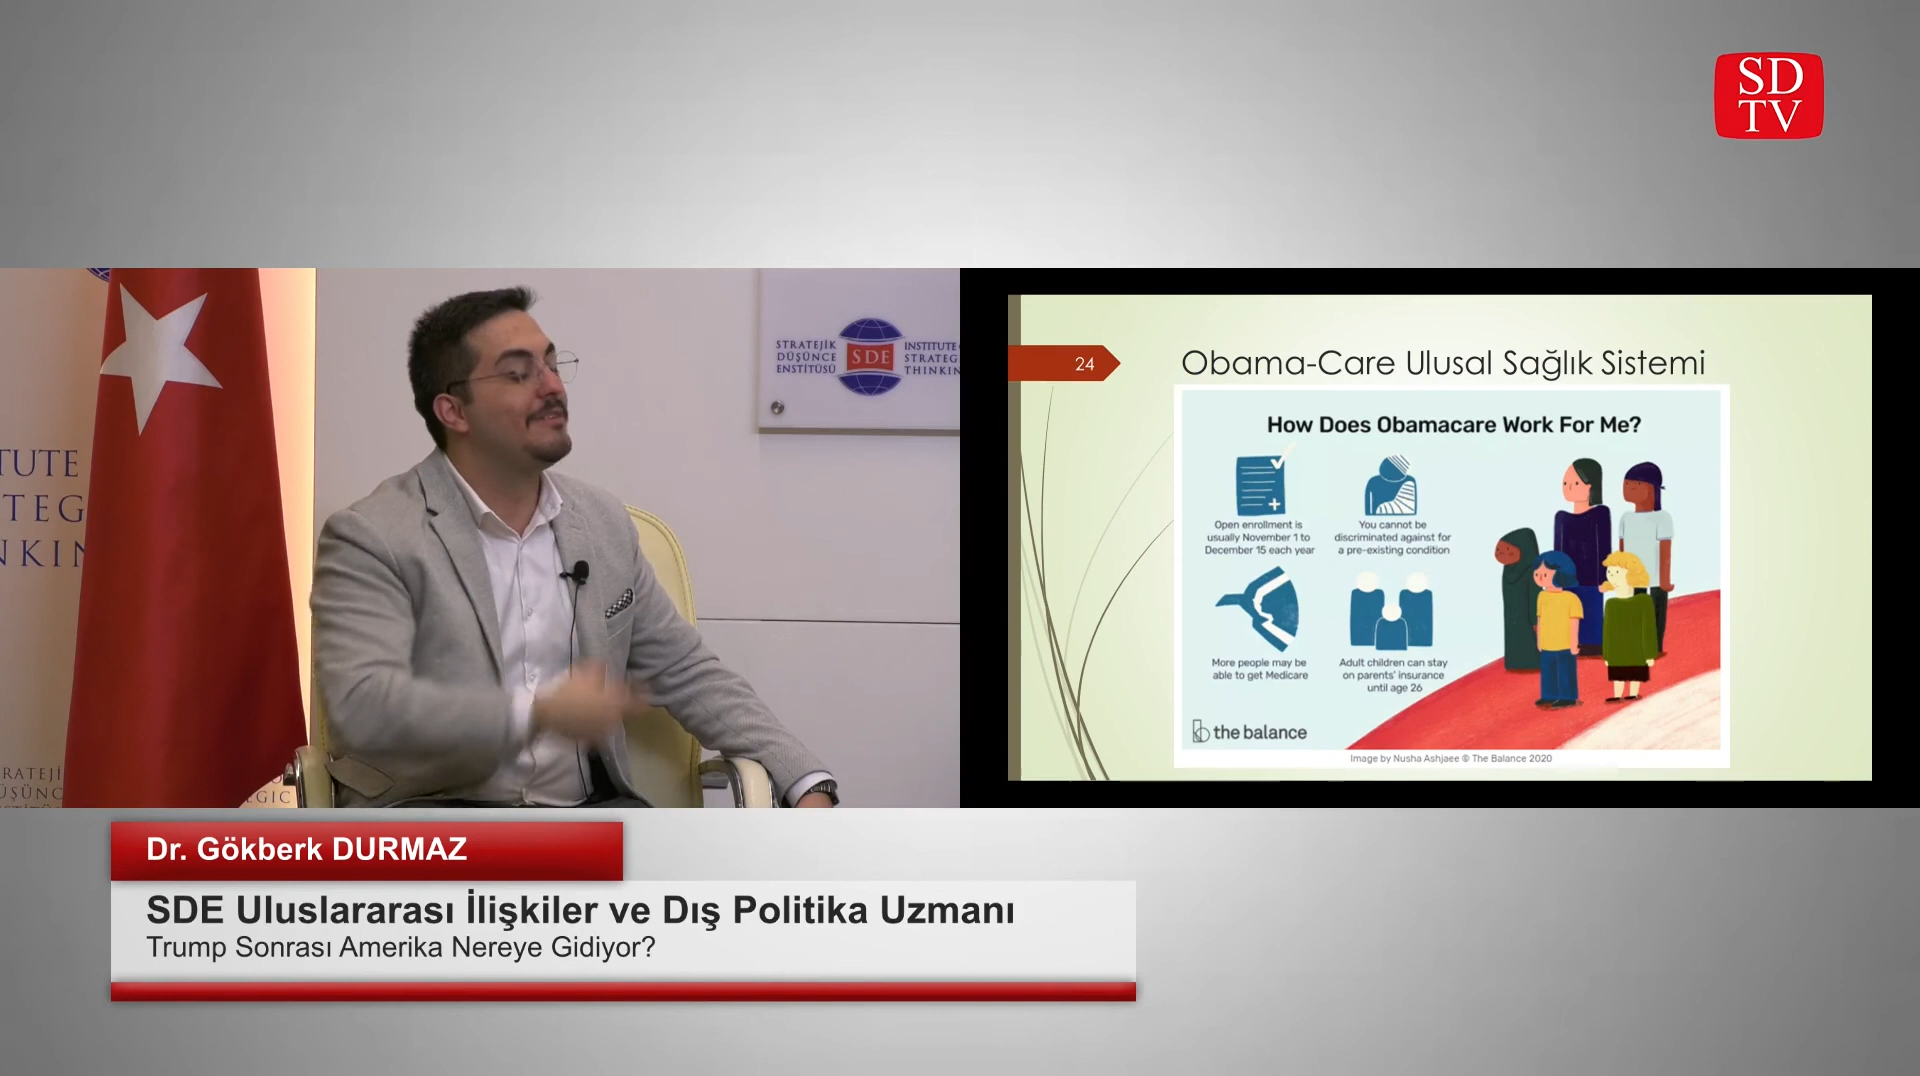 SD
TV
STRATEJİK
DÜŞÜNCE
ENSTİTÜSÜ
SDE
INSTITUTE
STRATEG
THINKIN
TUTE
TEG
NKIN
RATEJİ
ÜŞÜNC
EGIC
24
Obama-Care Ulusal Sağlık Sistemi
How Does Obamacare Work For Me?
Open enrollment is
usually November 1 to
December 15 each year
You cannot be
discriminated against for
a pre-existing condition
More people may be
able to get Medicare
Adult children can stay
on parents' insurance
until age 26
the balance
Image by Nusha Ashjaee © The Balance 2020
Dr. Gökberk DURMAZ
SDE Uluslararası İlişkiler ve Dış Politika Uzmanı
Trump Sonrası Amerika Nereye Gidiyor?